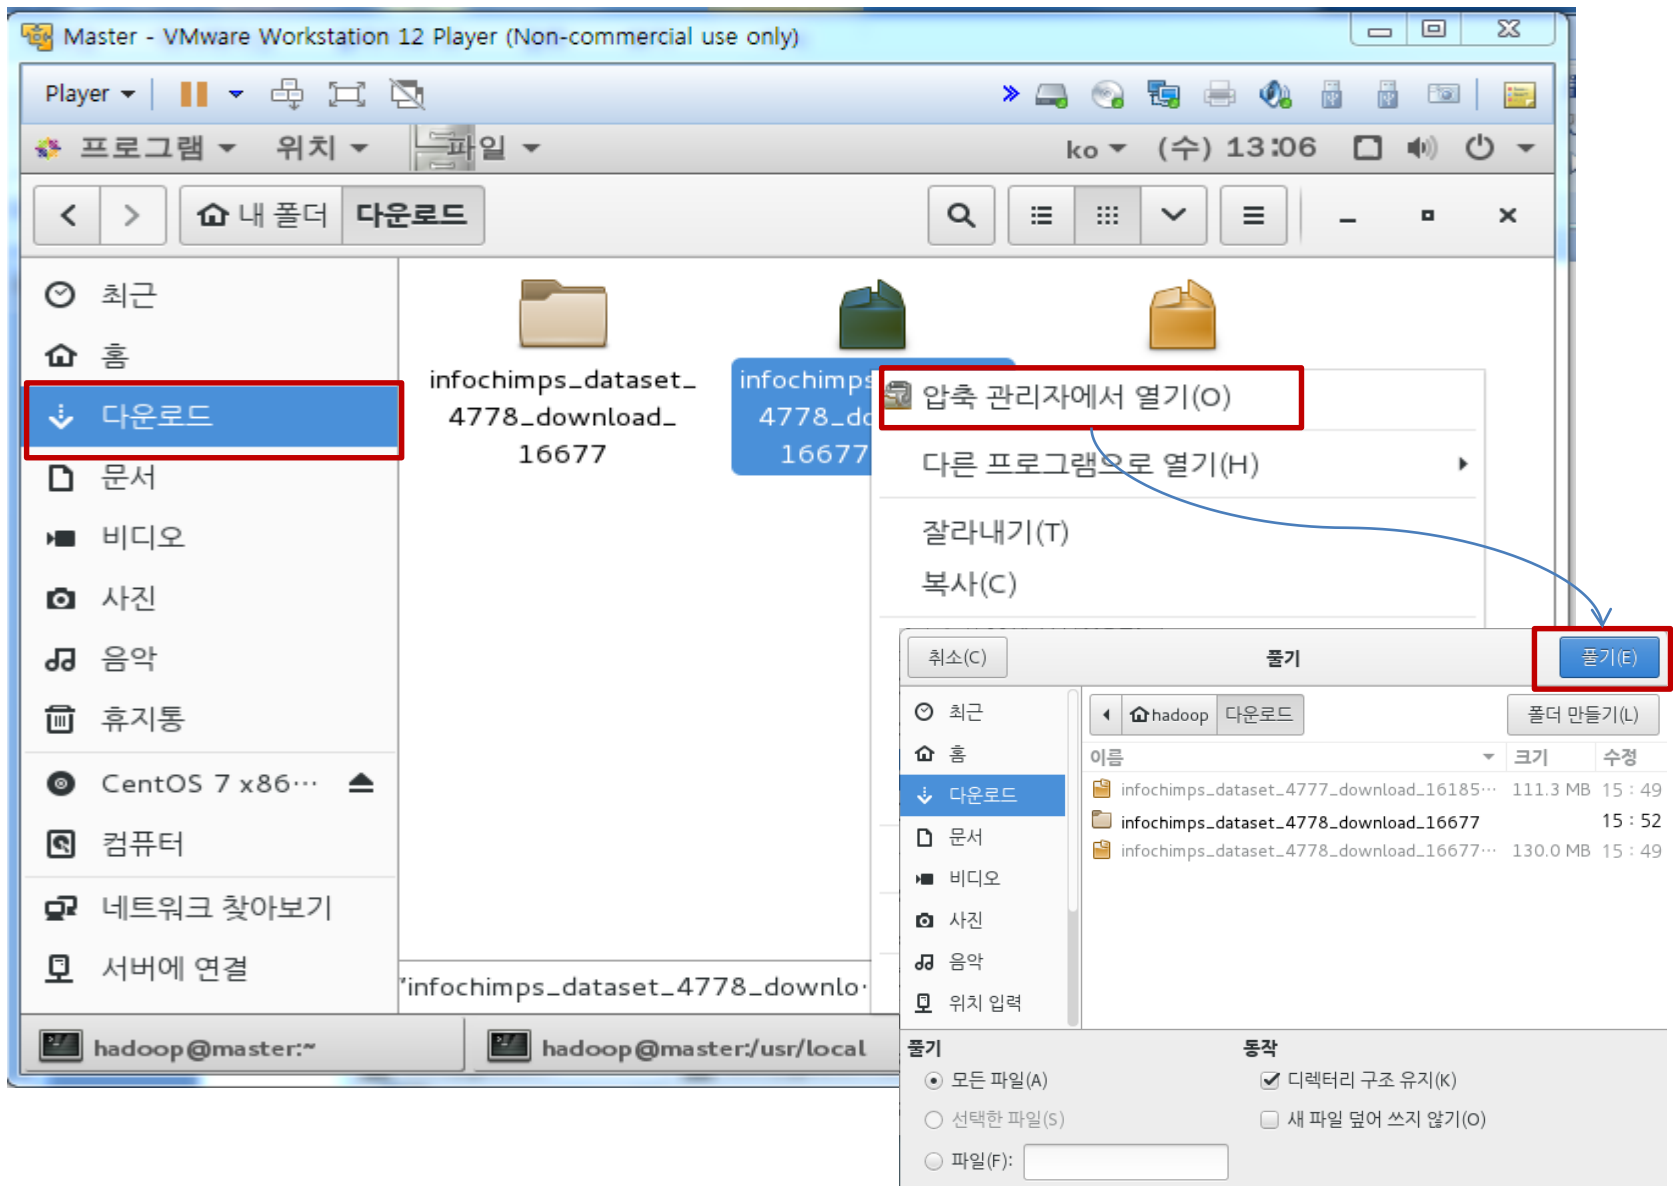 Master - VMware Workstation 12 Player (Non-commercial use only)
Player
프로그램 위치 파일 ko (수) 13:06
내 폴더 다운로드
최근
홈
다운로드
문서
비디오
사진
음악
휴지통
CentOS 7 x86···
컴퓨터
네트워크 찾아보기
서버에 연결
infochimps_dataset_
4778_download_
16677
infochimps
4778_do
16677
압축 관리자에서 열기(O)
다른 프로그램으로 열기(H)
잘라내기(T)
복사(C)
"infochimps_dataset_4778_downlo
hadoop@master:~
hadoop@master:/usr/local
취소(C) 풀기 풀기(E)
최근
홈
다운로드
문서
비디오
사진
음악
위치 입력
hadoop 다운로드 폴더 만들기(L)
이름 크기 수정
infochimps_dataset_4777_download_16185··· 111.3 MB 15 : 49
infochimps_dataset_4778_download_16677 15 : 52
infochimps_dataset_4778_download_16677··· 130.0 MB 15 : 49
풀기 동작
모든 파일(A) 디렉터리 구조 유지(K)
선택한 파일(S) 새 파일 덮어 쓰지 않기(O)
파일(F):